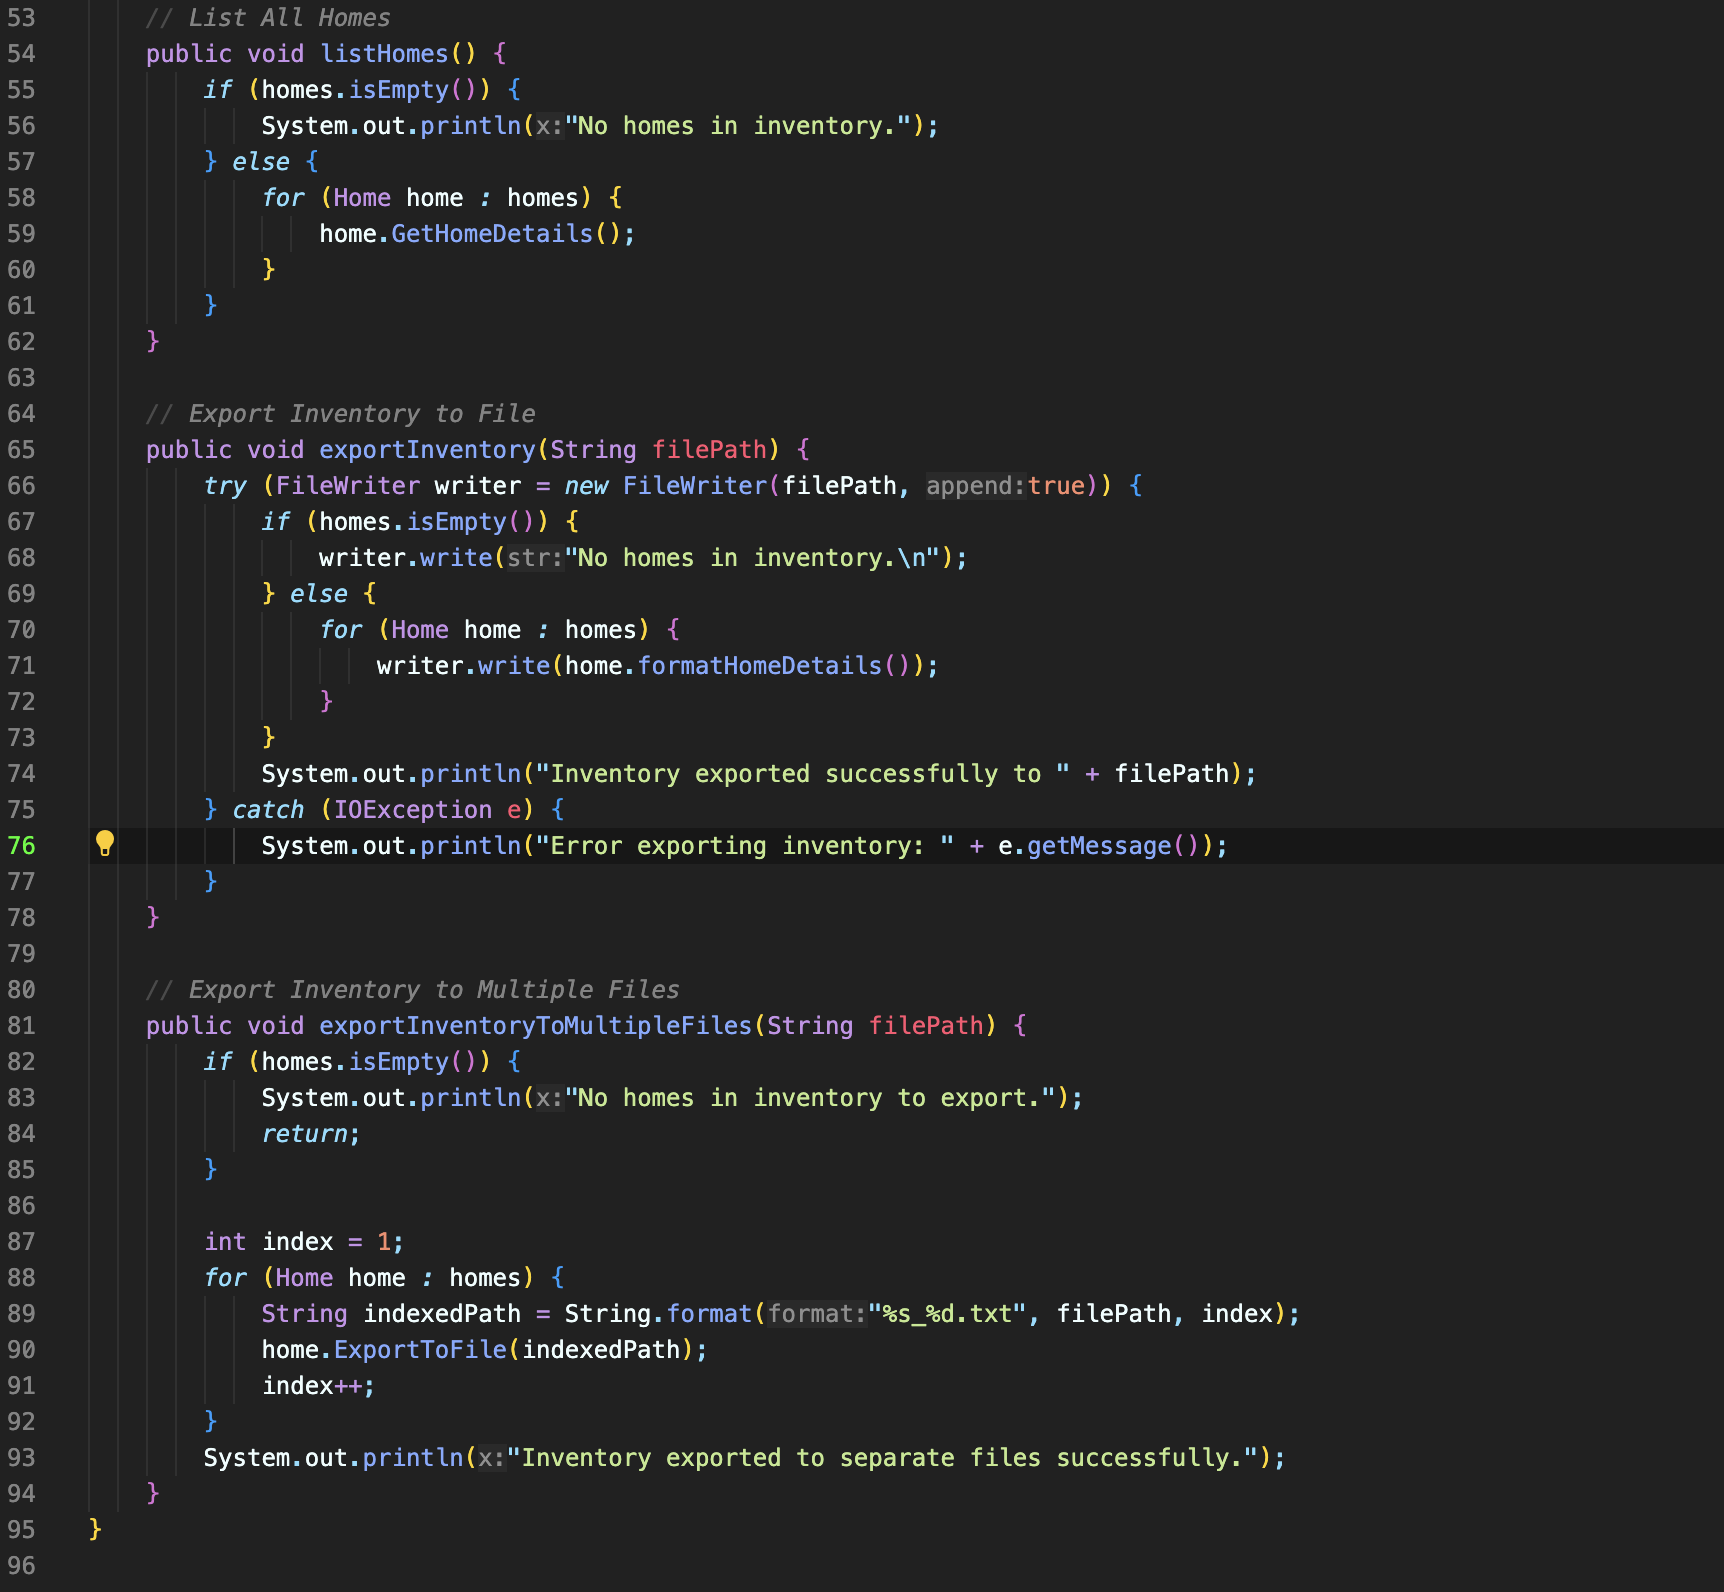 53 // List All Homes
54 public void listHomes() {
55 if (homes.isEmpty()) {
56 System.out.println(x:"No homes in inventory.");
57 } else {
58 for (Home home : homes) {
59 home.GetHomeDetails();
60 }
61 }
62 }
63
64 // Export Inventory to File
65 public void exportInventory(String filePath) {
66 try (FileWriter writer = new FileWriter(filePath, append:true)) {
67 if (homes.isEmpty()) {
68 writer.write(str:"No homes in inventory.\n");
69 } else {
70 for (Home home : homes) {
71 writer.write(home.formatHomeDetails());
72 }
73 }
74 System.out.println("Inventory exported successfully to " + filePath);
75 } catch (IOException e) {
76 System.out.println("Error exporting inventory: " + e.getMessage());
77 }
78 }
79
80 // Export Inventory to Multiple Files
81 public void exportInventoryToMultipleFiles(String filePath) {
82 if (homes.isEmpty()) {
83 System.out.println(x:"No homes in inventory to export.");
84 return;
85 }
86
87 int index = 1;
88 for (Home home : homes) {
89 String indexedPath = String.format(format:"%s_%d.txt", filePath, index);
90 home.ExportToFile(indexedPath);
91 index++;
92 }
93 System.out.println(x:"Inventory exported to separate files successfully.");
94 }
95 }
96